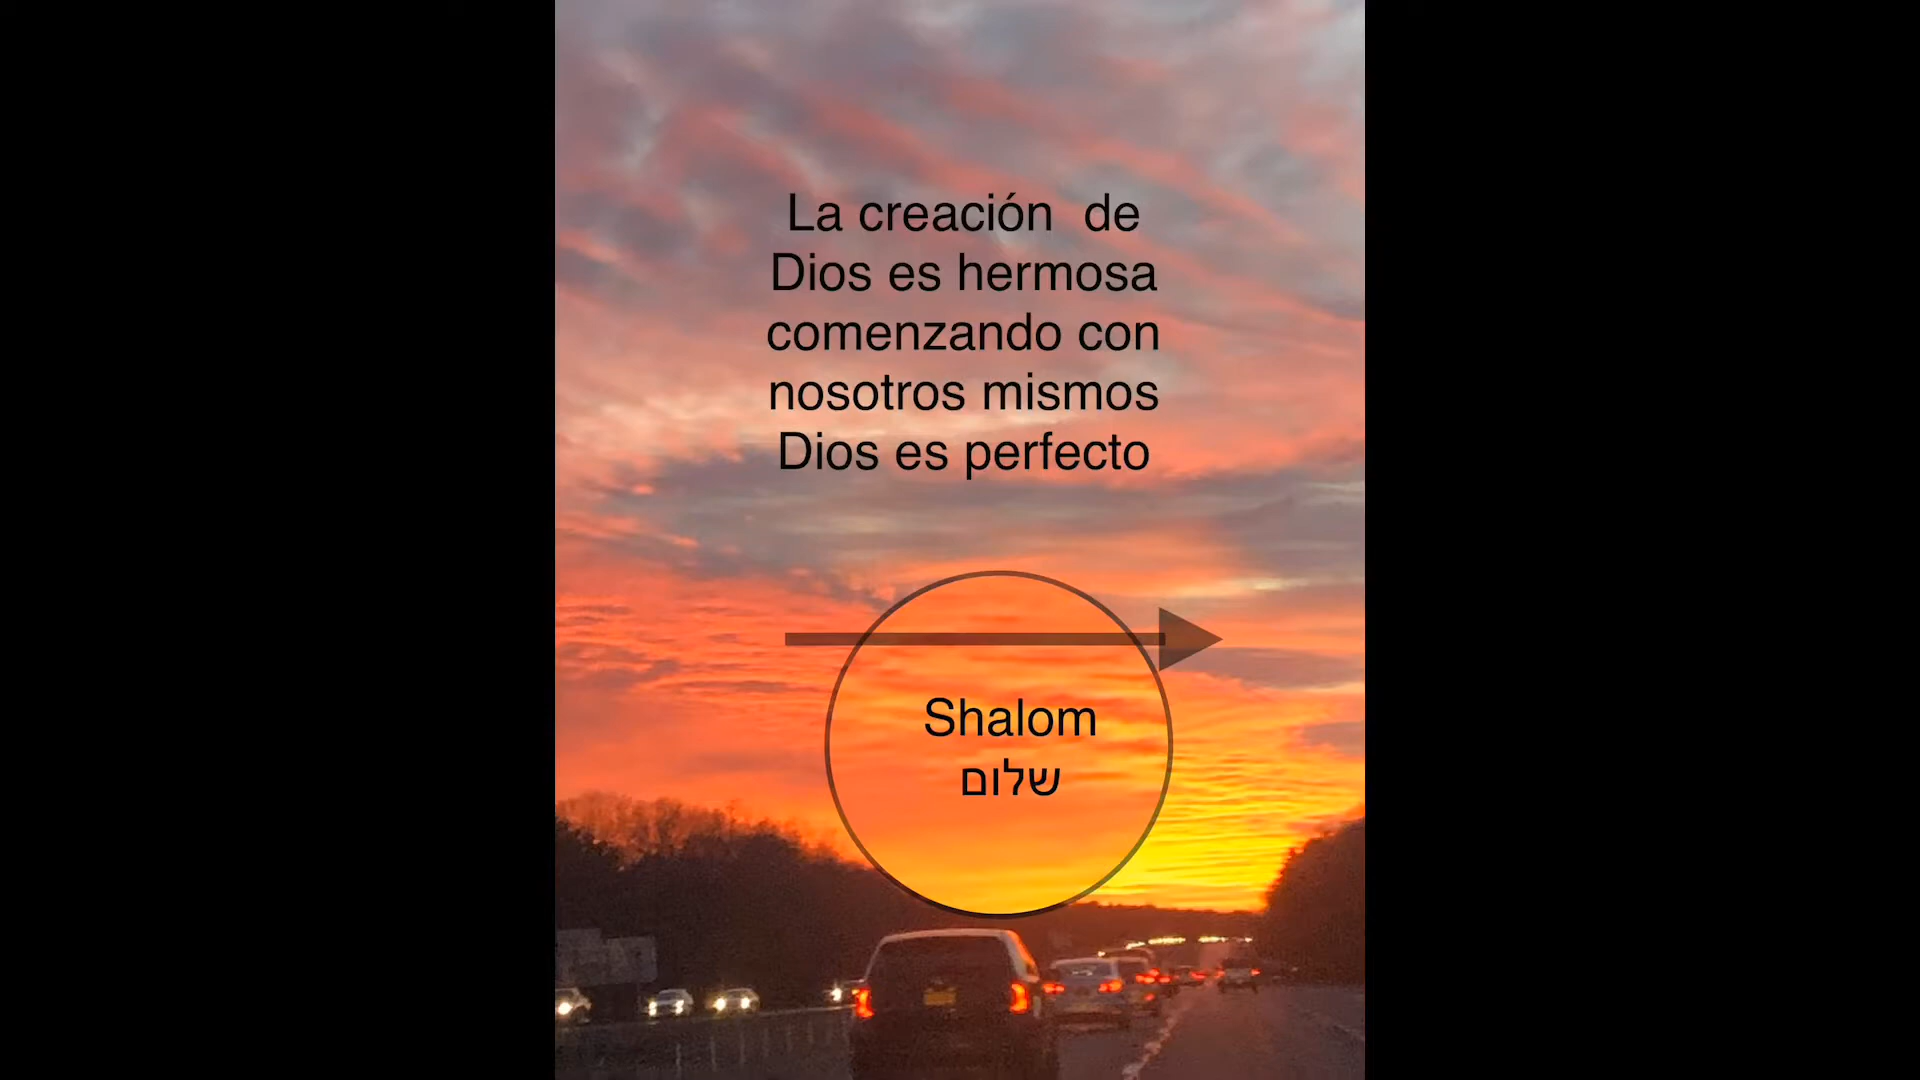 La creación  de
Dios es hermosa
comenzando con
nosotros mismos
Dios es perfecto
Shalom
שלום